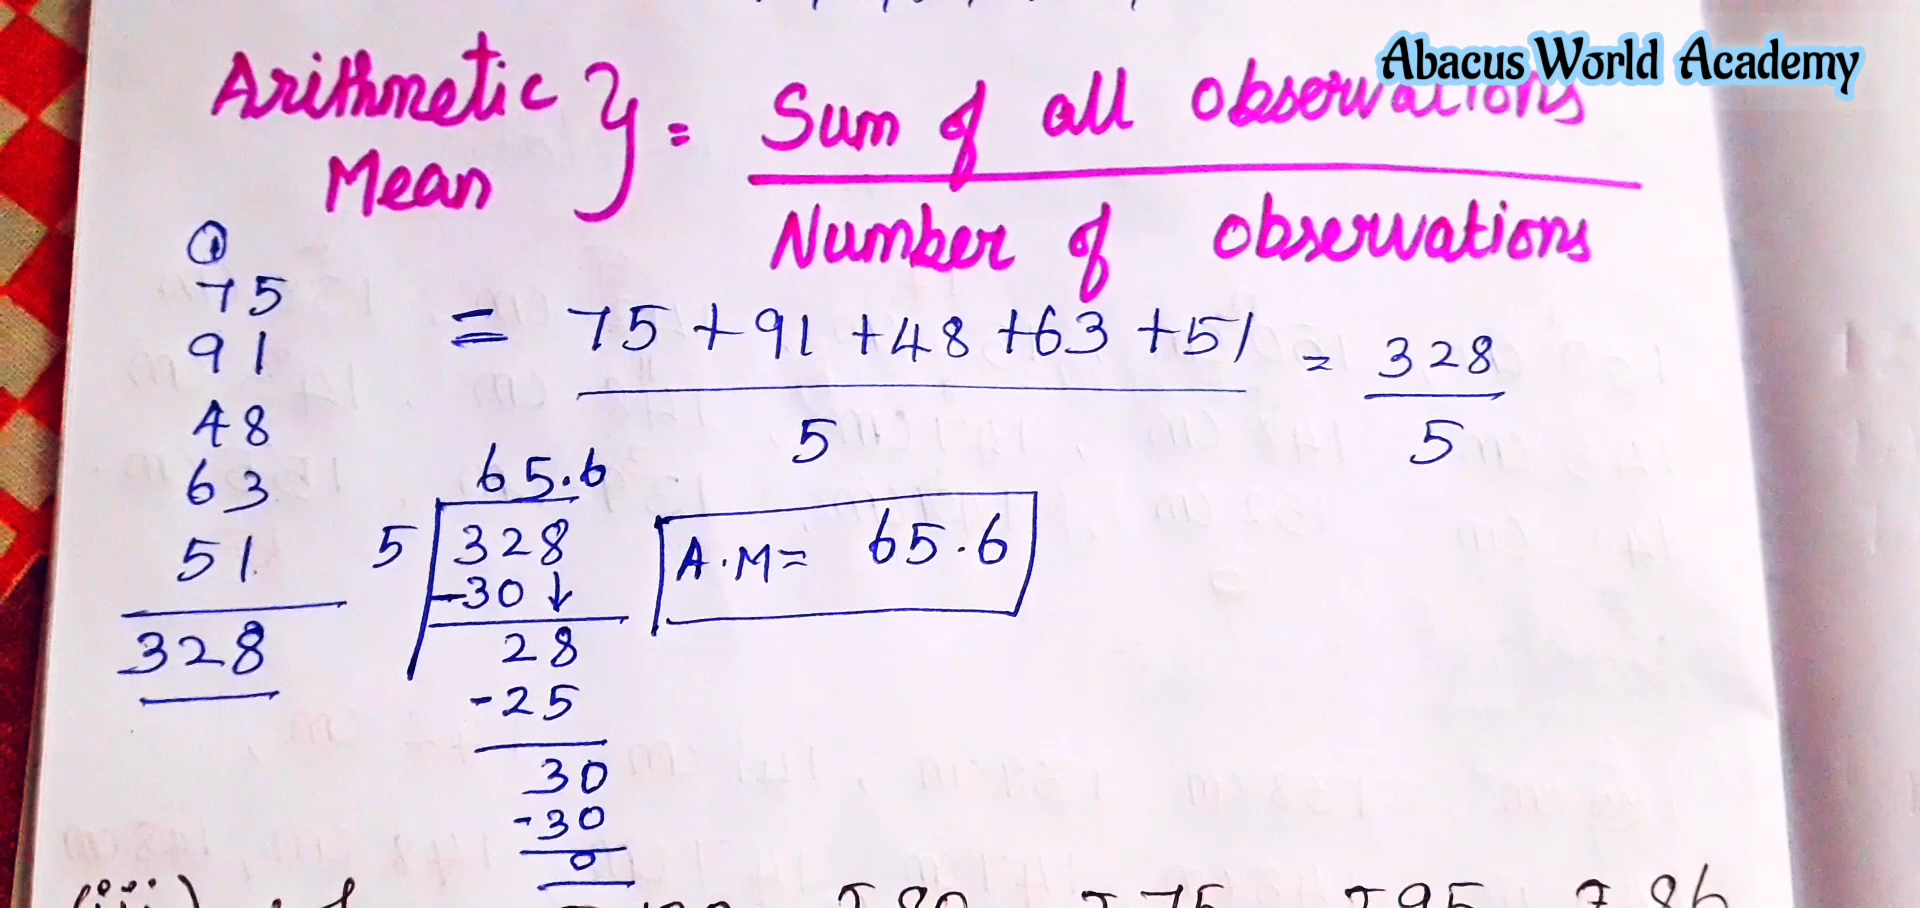 Abacus World Academy
Arithmetic Mean } = Sum of all observations
Number of observations
①
75
91
48
63
51
328
= 75 + 91 + 48 + 63 + 51 = 328
5 5
65.6
5 328
-30 ↓
28
-25
30
-30
0
A.M = 65.6
(iii)